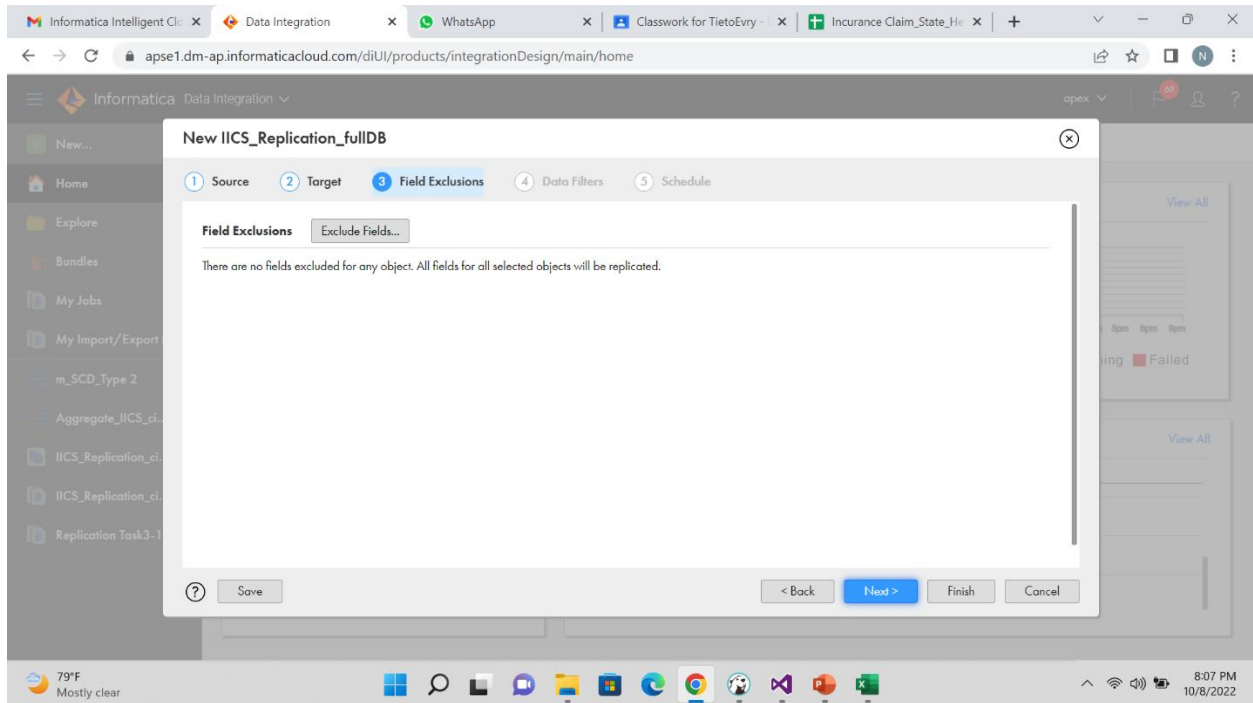 Informatica Intelligent Clo
Data Integration
WhatsApp
Classwork for TietoEvry -
Incurance Claim_State_He
apse1.dm-ap.informaticacloud.com/diUI/products/integrationDesign/main/home
N
Informatica Data Integration
apex
69
?
New...
Home
Explore
Bundles
My Jobs
My Import/Export
m_SCD_Type 2
Aggregate_IICS_ci...
IICS_Replication_ci.
IICS_Replication_ci.
Replication Task3-1
New IICS_Replication_fullDB
1 Source
2 Target
3 Field Exclusions
4 Data Filters
5 Schedule
Field Exclusions
Exclude Fields...
There are no fields excluded for any object. All fields for all selected objects will be replicated.
? Save
< Back
Next >
Finish
Cancel
View All
8pm 8pm
ing Failed
View All
79°F
Mostly clear
8:07 PM
10/8/2022